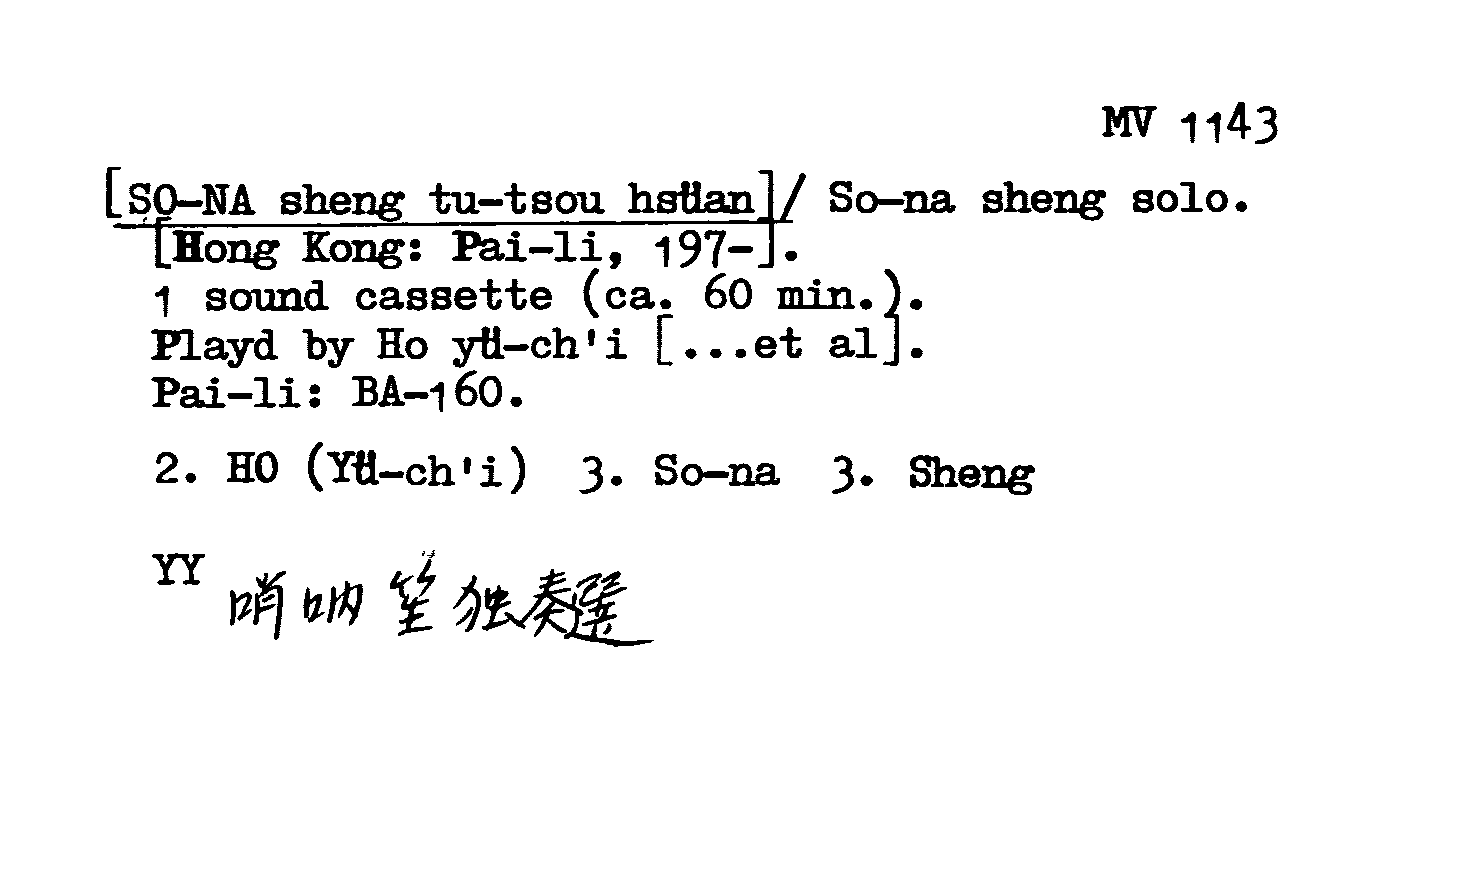 MV 1143
[SO-NA sheng tu-tsou hsüan]/ So-na sheng solo.
[Hong Kong: Pai-li, 197-].
1 sound cassette (ca. 60 min.).
Playd by Ho yü-ch'i [...et al].
Pai-li: BA-160.
2. HO (Yü-ch'i) 3. So-na 3. Sheng
YY 哨吶笙独奏選